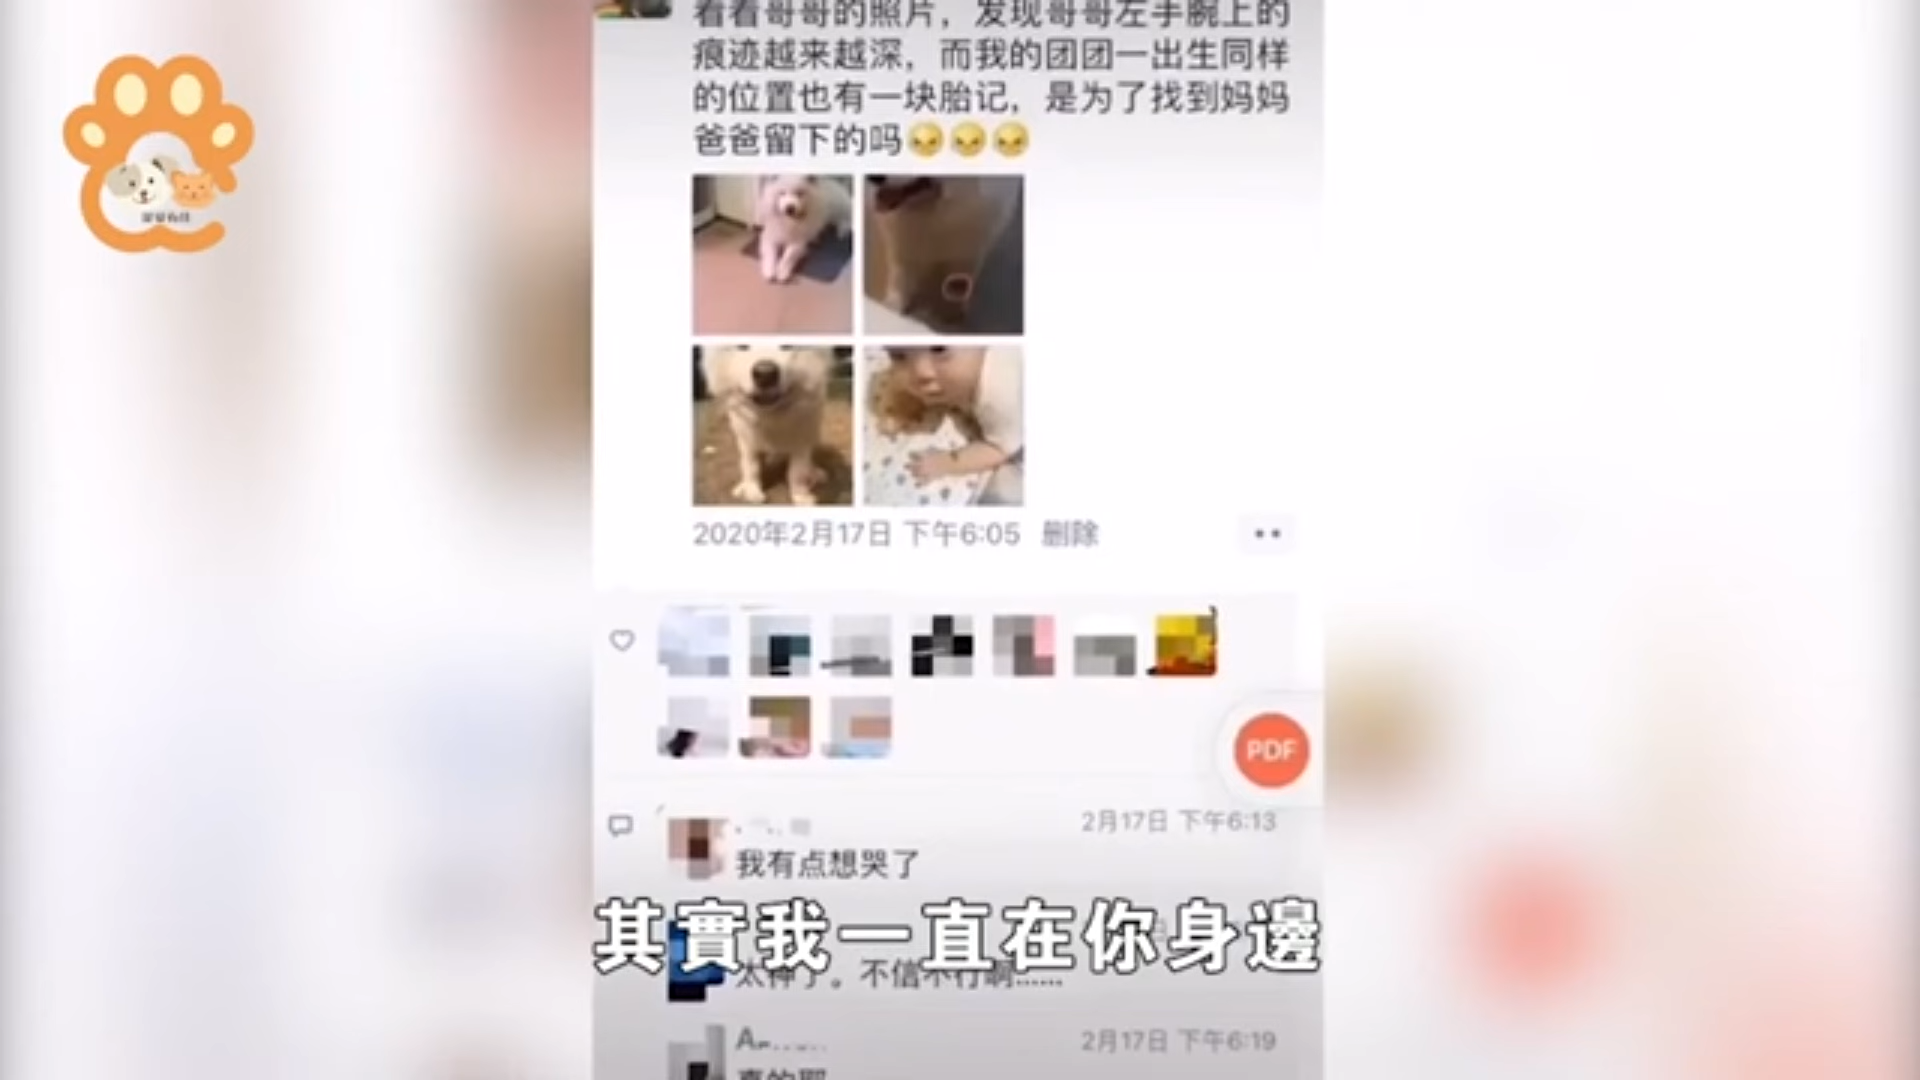 看看哥哥的照片，发现哥哥左手腕上的
痕迹越来越深，而我的团团一出生同样
的位置也有一块胎记，是为了找到妈妈
爸爸留下的吗
2020年2月17日 下午6:05 删除
PDF
2月17日 下午6:13
我有点想哭了
其實我一直在你身邊
太神了。不信不行啊......
2月17日 下午6:19
真的耶